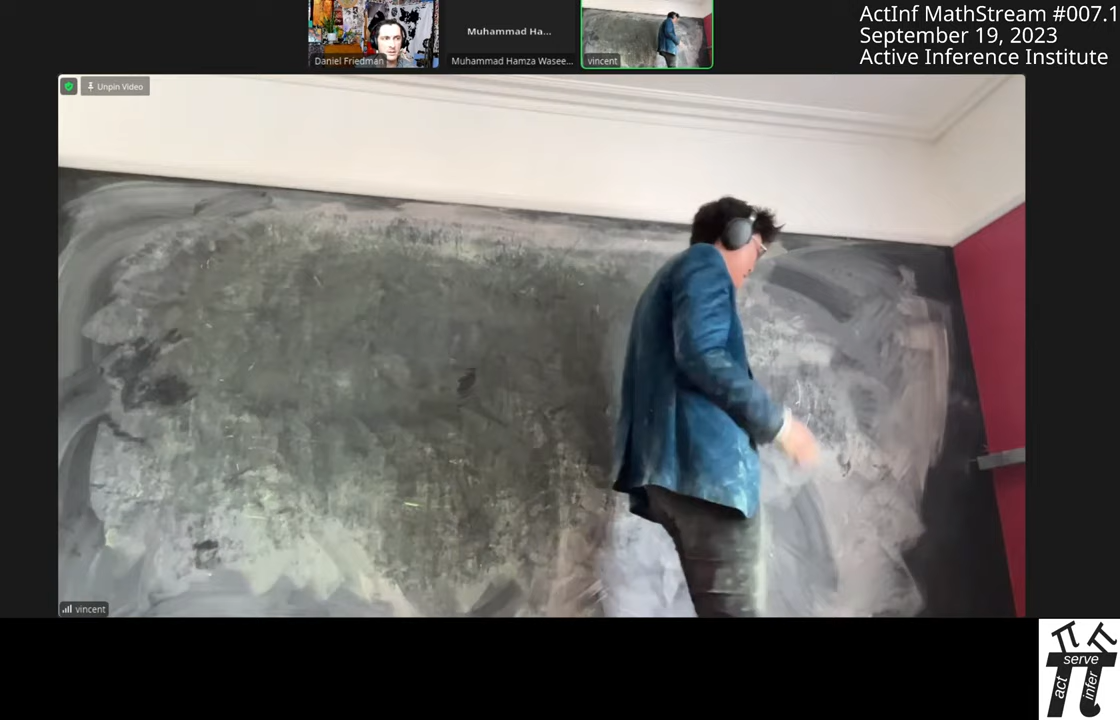 ActInf MathStream #007.1
September 19, 2023
Active Inference Institute
Muhammad Ha...
Daniel Friedman
Muhammad Hamza Wasee...
vincent
Unpin Video
vincent
π π
serve
act
infer